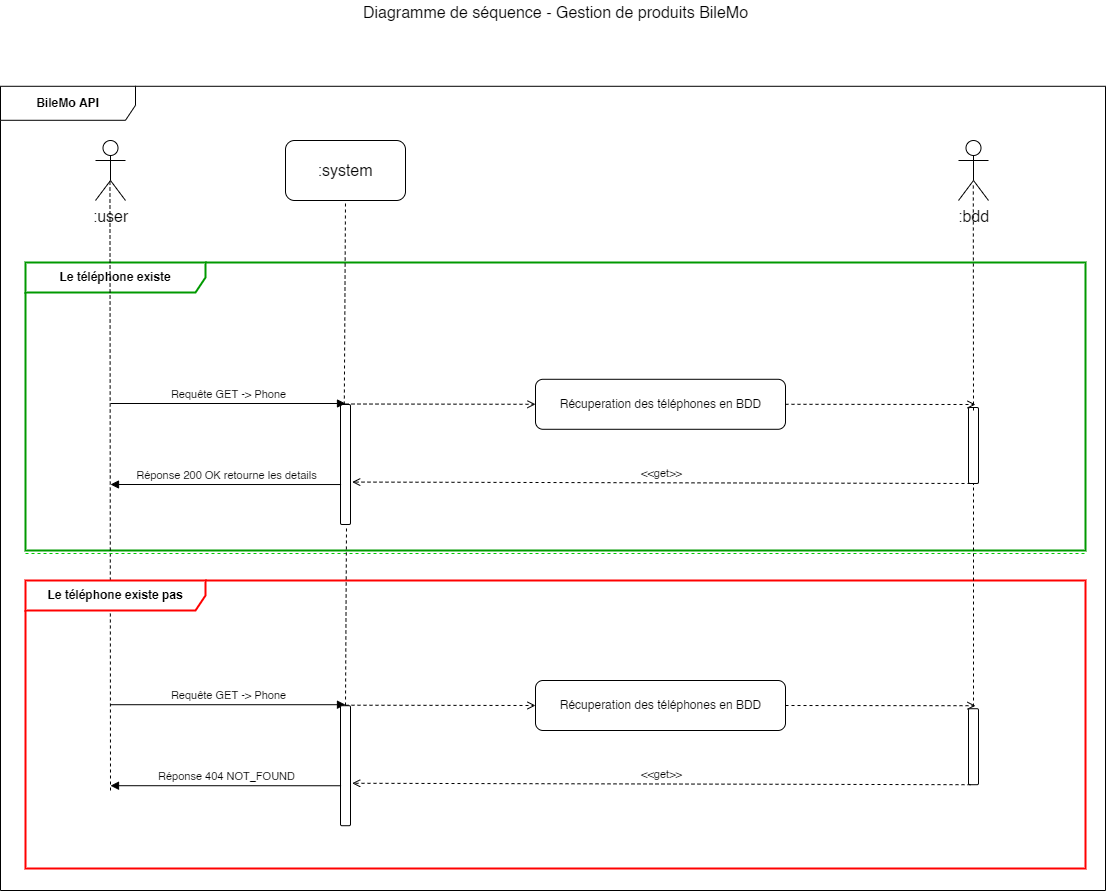 Diagramme de séquence - Gestion de produits BileMo
BileMo API
:system
:user
:bdd
Le téléphone existe
Requête GET -> Phone
Récuperation des téléphones en BDD
Réponse 200 OK retourne les details
<<get>>
Le téléphone existe pas
Requête GET -> Phone
Récuperation des téléphones en BDD
Réponse 404 NOT_FOUND
<<get>>